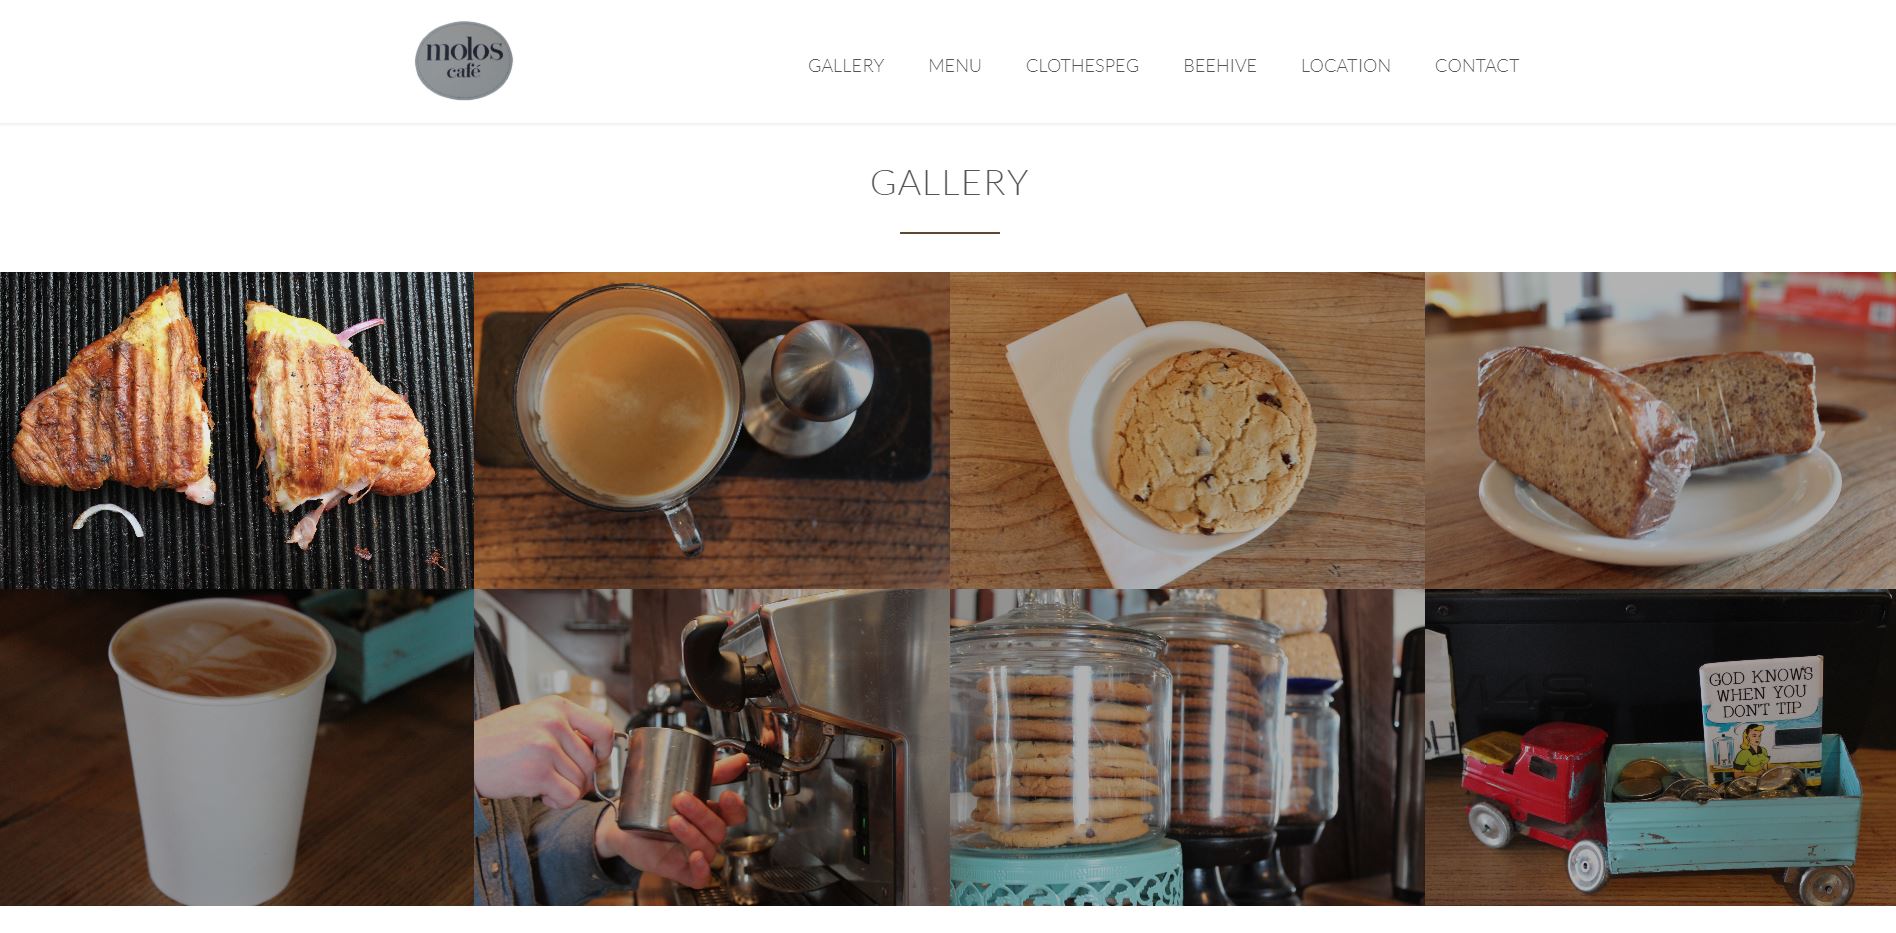 molos
café
GALLERY MENU CLOTHESPEG BEEHIVE LOCATION CONTACT
GALLERY
GOD KNOWS
WHEN YOU
DON'T TIP